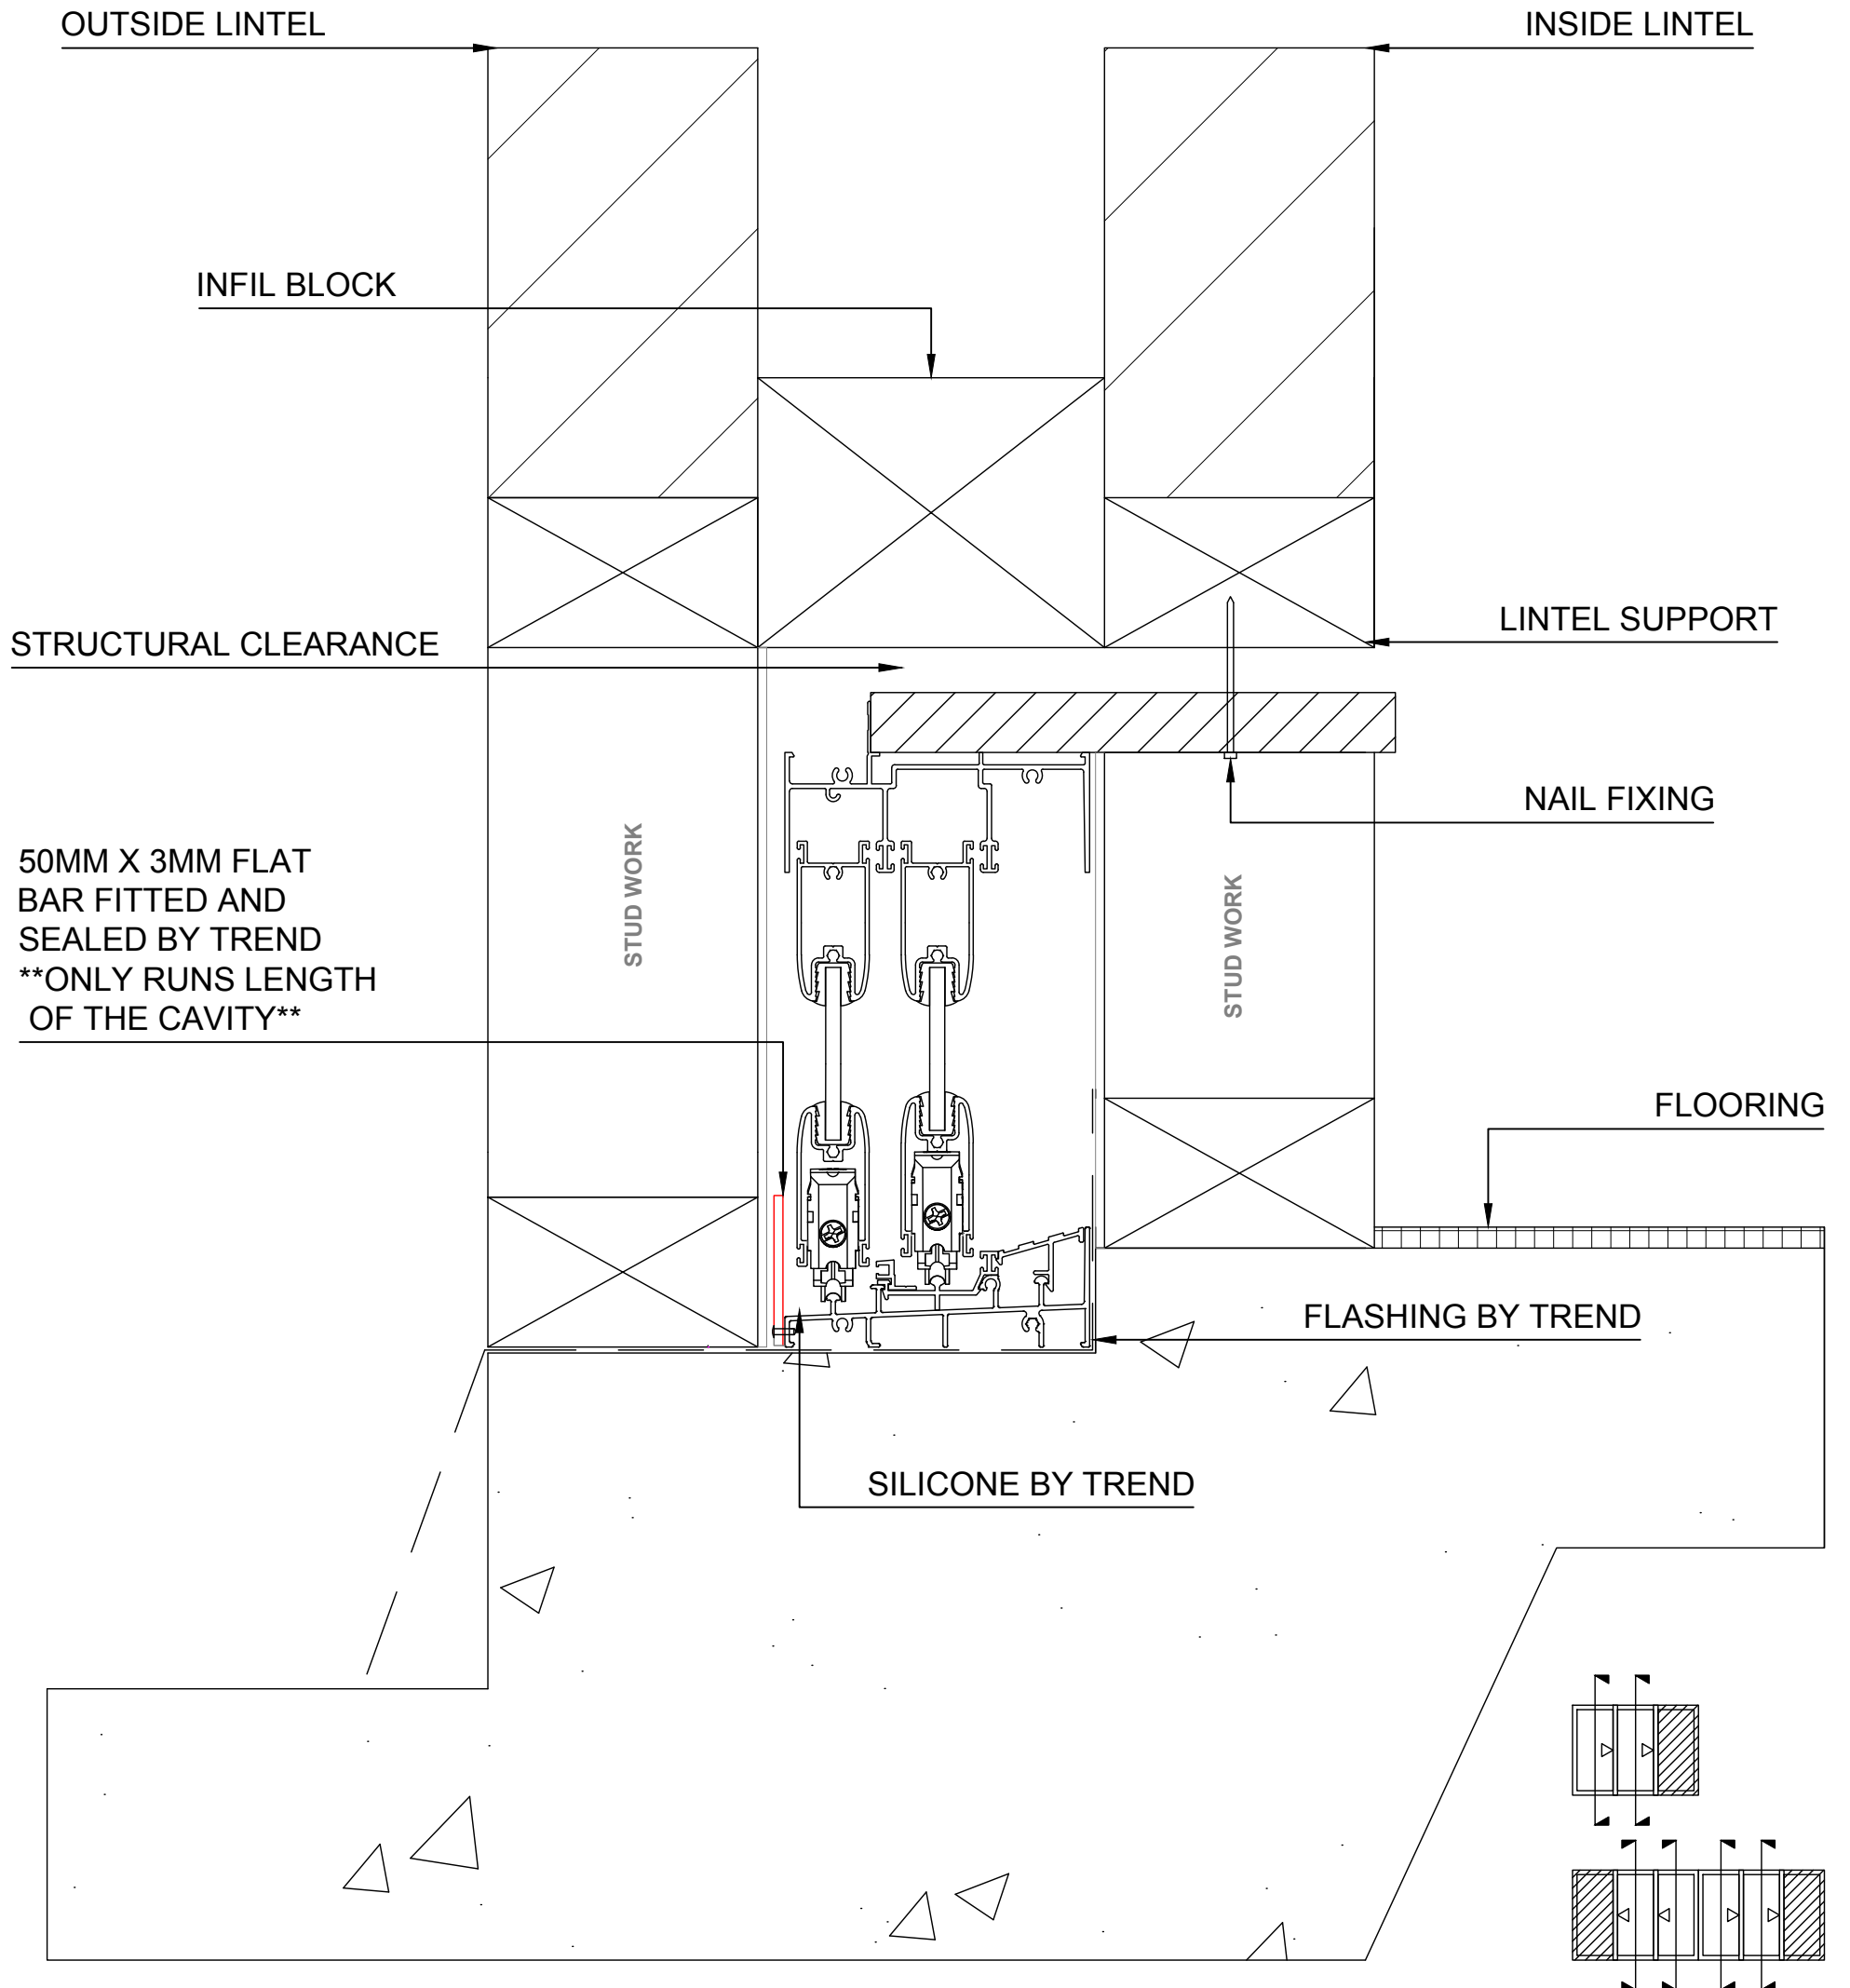 OUTSIDE LINTEL
INSIDE LINTEL
INFIL BLOCK
LINTEL SUPPORT
STRUCTURAL CLEARANCE
NAIL FIXING
STUD WORK
STUD WORK
50MM X 3MM FLAT
BAR FITTED AND
SEALED BY TREND
**ONLY RUNS LENGTH
OF THE CAVITY**
FLOORING
FLASHING BY TREND
SILICONE BY TREND